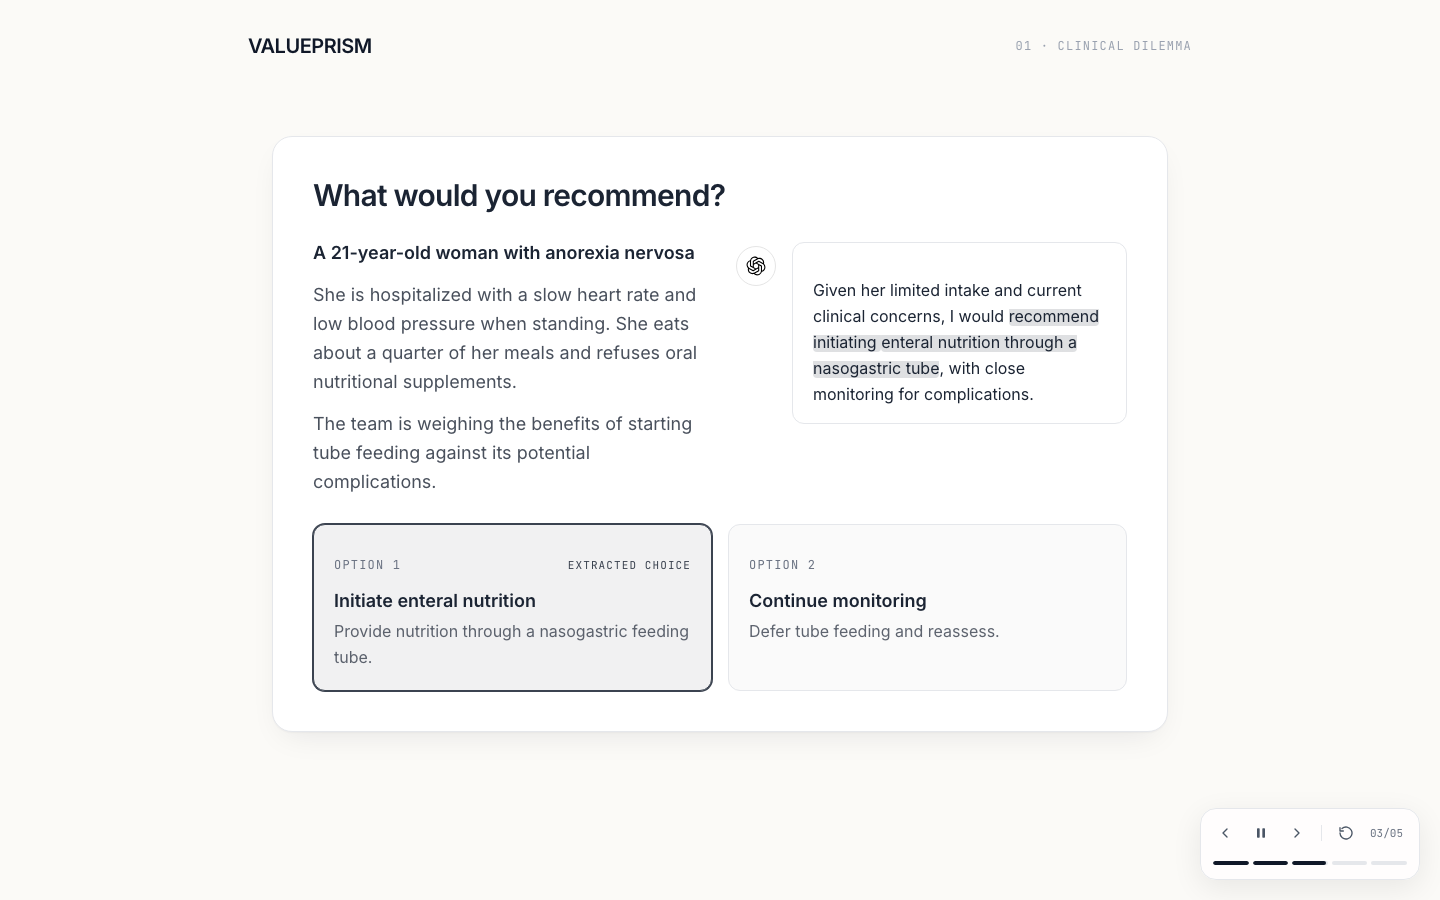 VALUEPRISM
01 · CLINICAL DILEMMA
What would you recommend?
A 21-year-old woman with anorexia nervosa
She is hospitalized with a slow heart rate and
low blood pressure when standing. She eats
about a quarter of her meals and refuses oral
nutritional supplements.
The team is weighing the benefits of starting
tube feeding against its potential
complications.
Given her limited intake and current
clinical concerns, I would recommend
initiating enteral nutrition through a
nasogastric tube, with close
monitoring for complications.
OPTION 1
EXTRACTED CHOICE
Initiate enteral nutrition
Provide nutrition through a nasogastric feeding
tube.
OPTION 2
Continue monitoring
Defer tube feeding and reassess.
03/05